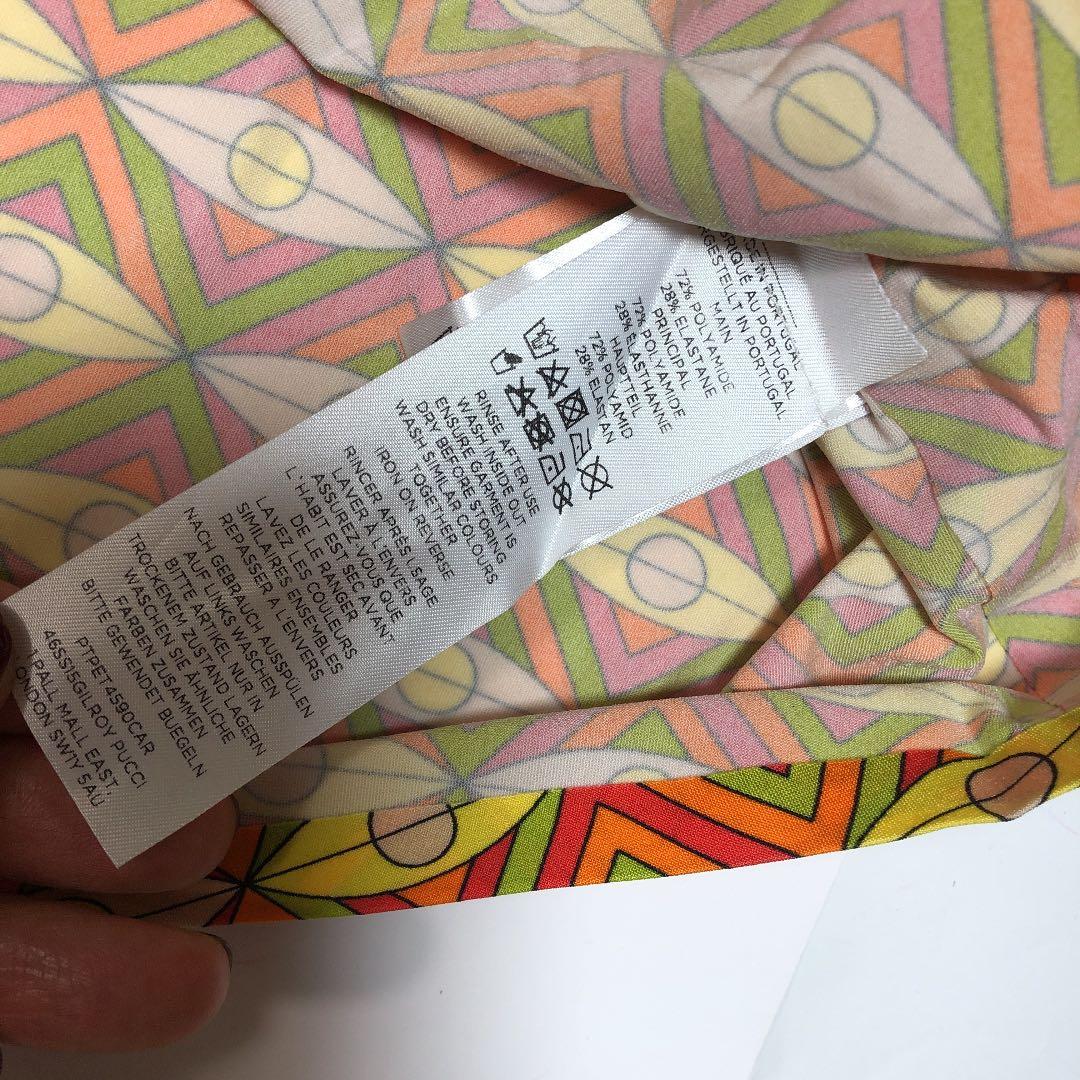 MADE IN PORTUGAL
FABRIQUÉ AU PORTUGAL
HERGESTELLT IN PORTUGAL
MAIN
72% POLYAMIDE
28% ELASTANE
PRINCIPAL
72% POLYAMIDE
28% ÉLASTHANNE
HAUPTTEIL
72% POLYAMID
28% ELASTAN
RINSE AFTER USE
WASH INSIDE OUT
ENSURE GARMENT IS
DRY BEFORE STORING
WASH SIMILAR COLOURS
TOGETHER
IRON ON REVERSE
RINCER APRÈS LSAGE
LAVER À L'ENVERS
ASSUREZ VOUS QUE
L'HABIT EST SEC AVANT
DE LE RANGER
LAVEZ LES COULEURS
SIMILAIRES ENSEMBLES
REPASSER A L'ENVERS
NACH GEBRAUCH AUSSPÜLEN
BITTE ARTIKEL NUR IN
AUF LINKS WASCHEN
TROCKENEM ZUSTAND LAGERN
WASCHEN SIE ÄHNLICHE
FARBEN ZUSAMMEN
BITTE GEWENDET BUEGELN
PTPET4590CAR
46SS15GILROY PUCCI
1 PALL MALL EAST,
LONDON SW1Y 5AU